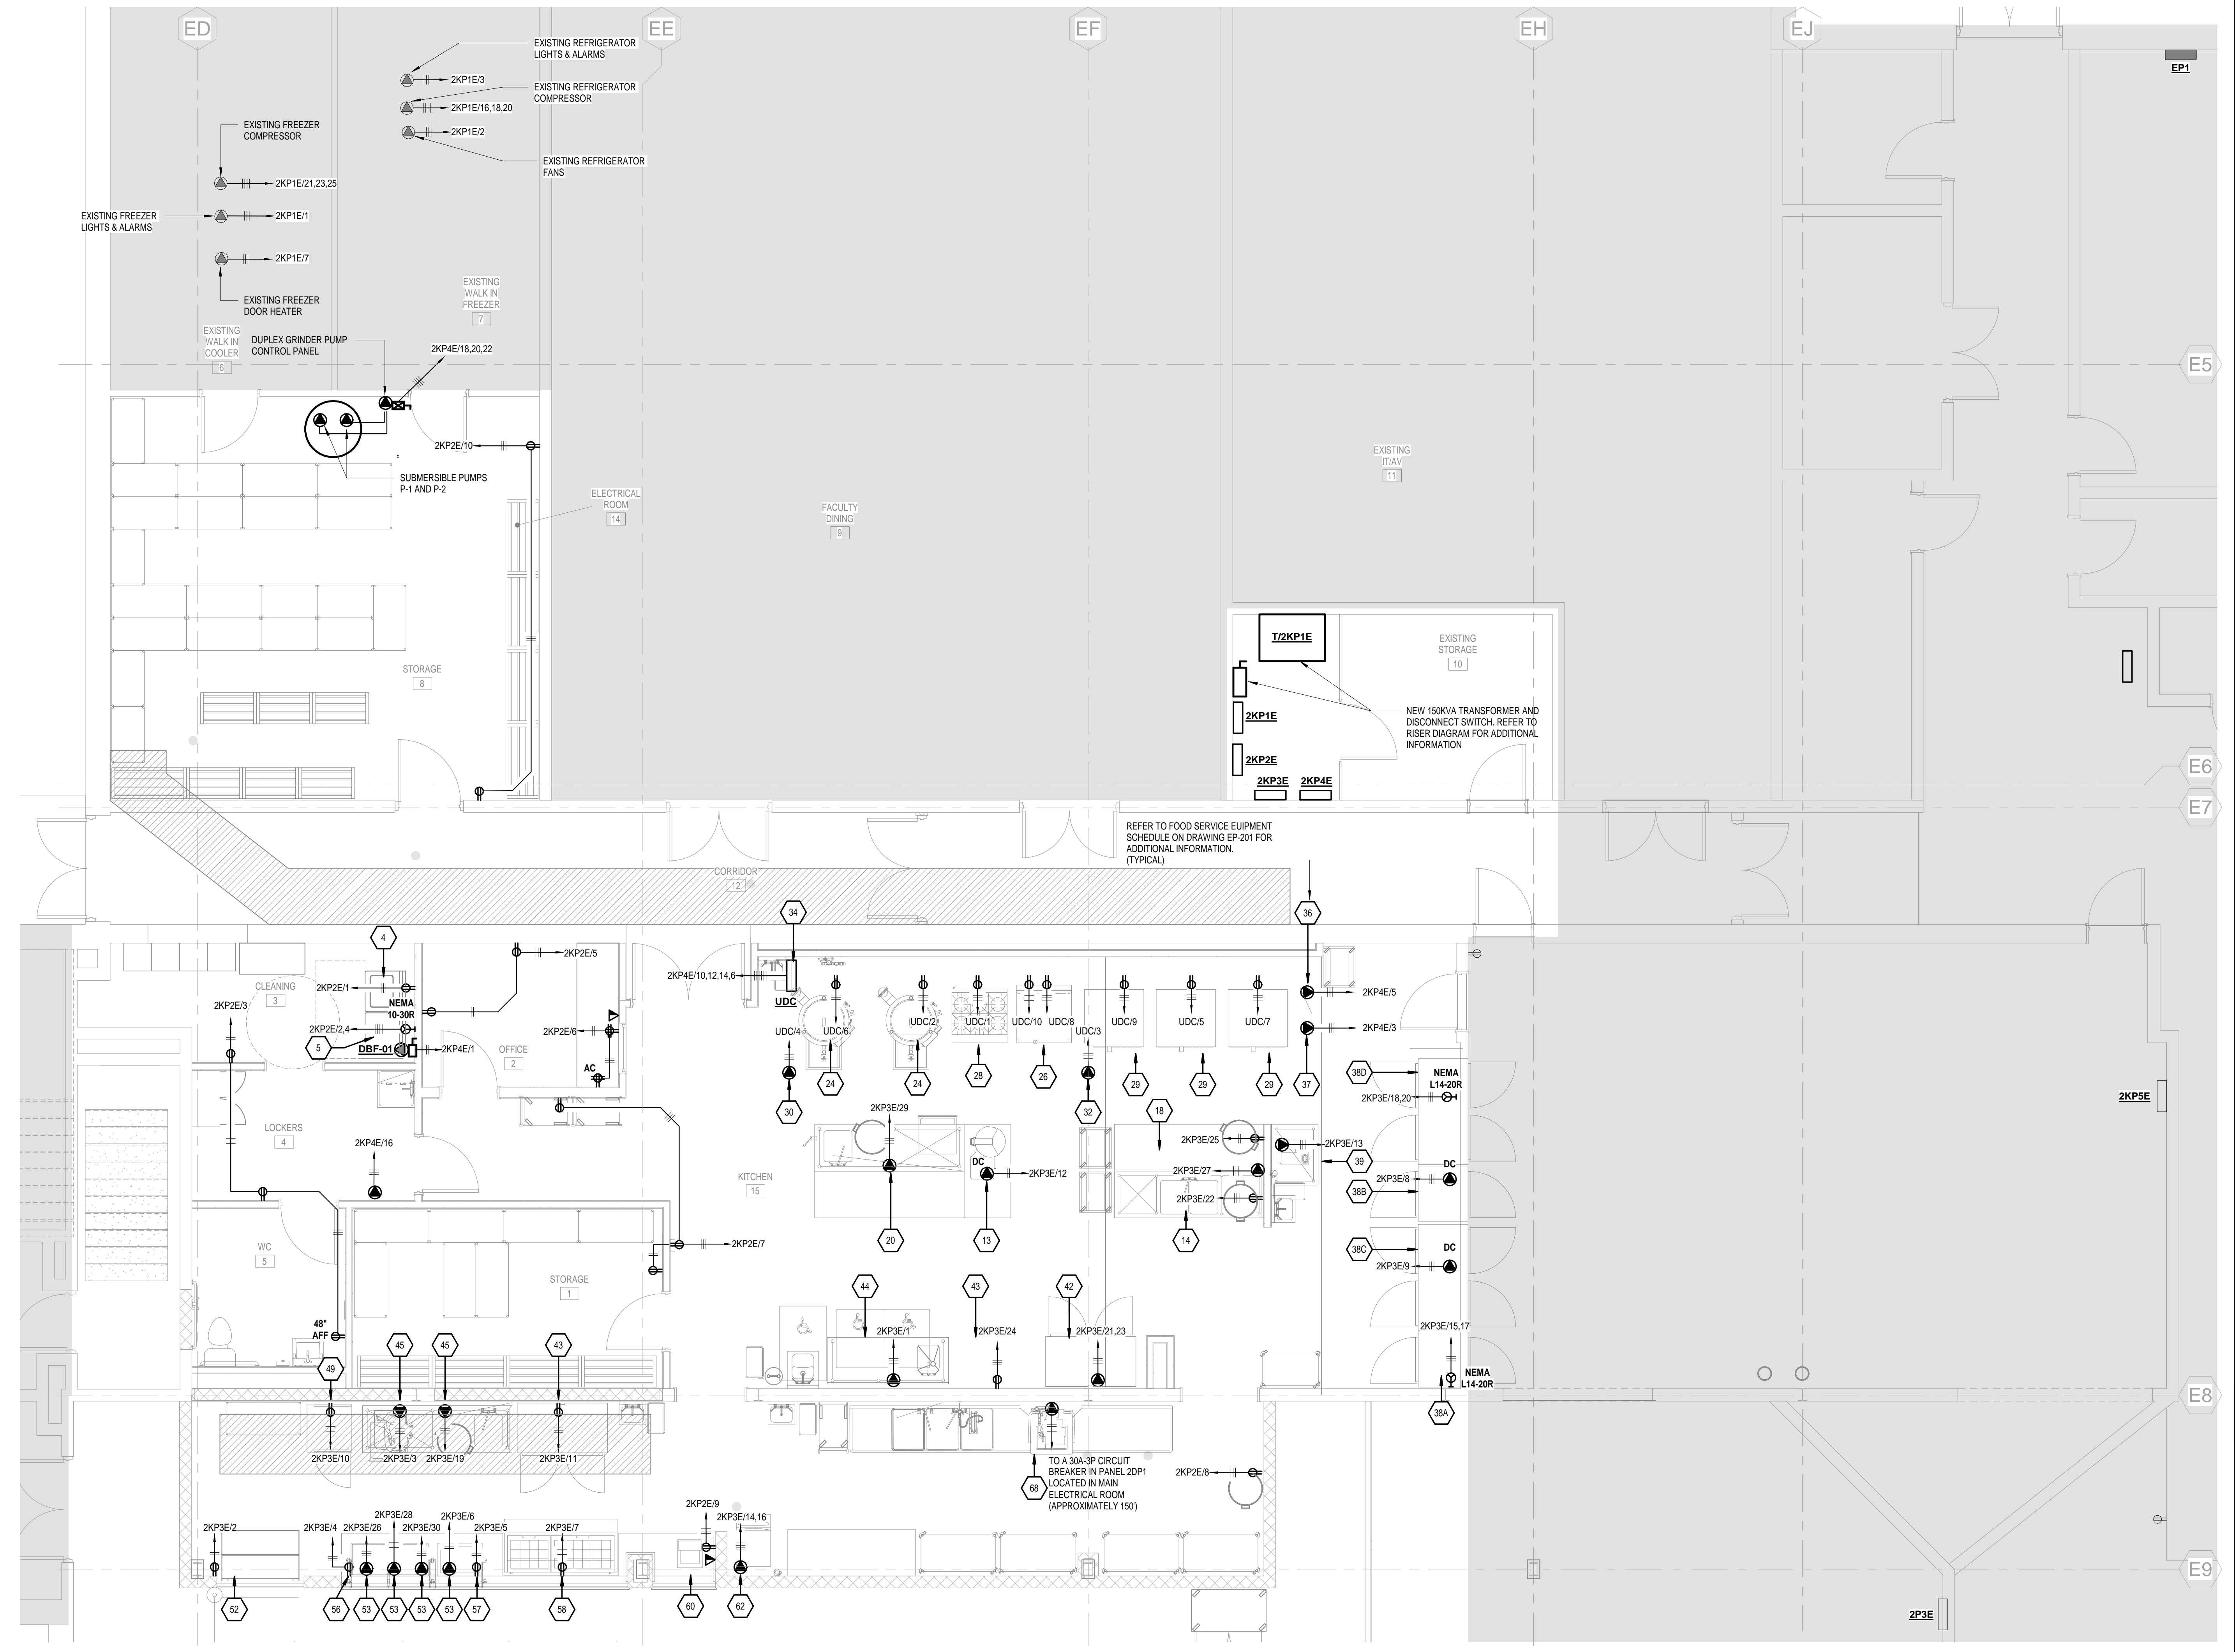 ED
EE
EF
EH
EJ
EP1
EXISTING REFRIGERATOR
LIGHTS & ALARMS
2KP1E/3
EXISTING REFRIGERATOR
COMPRESSOR
2KP1E/16,18,20
2KP1E/2
EXISTING REFRIGERATOR
FANS
EXISTING FREEZER
COMPRESSOR
2KP1E/21,23,25
EXISTING FREEZER
LIGHTS & ALARMS
2KP1E/1
2KP1E/7
EXISTING FREEZER
DOOR HEATER
EXISTING
WALK IN
FREEZER
7
EXISTING
WALK IN
COOLER
6
DUPLEX GRINDER PUMP
CONTROL PANEL
2KP4E/18,20,22
E5
2KP2E/10
SUBMERSIBLE PUMPS
P-1 AND P-2
ELECTRICAL
ROOM
14
FACULTY
DINING
9
EXISTING
IT/AV
11
STORAGE
8
T/2KP1E
EXISTING
STORAGE
10
NEW 150KVA TRANSFORMER AND
DISCONNECT SWITCH. REFER TO
RISER DIAGRAM FOR ADDITIONAL
INFORMATION
2KP1E
2KP2E
2KP3E
2KP4E
E6
E7
REFER TO FOOD SERVICE EUIPMENT
SCHEDULE ON DRAWING EP-201 FOR
ADDITIONAL INFORMATION.
(TYPICAL)
CORRIDOR
12
34
36
4
2KP2E/5
2KP4E/10,12,14,6
UDC
CLEANING
3
2KP2E/1
NEMA
10-30R
2KP2E/3
2KP2E/2,4
5
DBF-01
2KP4E/1
2KP2E/6
OFFICE
2
AC
UDC/4
UDC/6
UDC/2
UDC/1
UDC/10
UDC/8
UDC/3
UDC/9
UDC/5
UDC/7
2KP4E/5
2KP4E/3
30
24
24
28
26
32
29
29
29
37
38D
NEMA
L14-20R
2KP3E/18,20
2KP5E
LOCKERS
4
2KP4E/16
2KP3E/29
18
2KP3E/25
2KP3E/13
39
2KP3E/27
2KP3E/22
DC
2KP3E/12
KITCHEN
15
DC
2KP3E/8
38B
20
13
14
38C
DC
2KP3E/9
WC
5
2KP2E/7
STORAGE
1
44
43
42
48"
AFF
2KP3E/1
2KP3E/24
2KP3E/21,23
2KP3E/15,17
49
45
45
43
NEMA
L14-20R
38A
E8
2KP3E/10
2KP3E/3
2KP3E/19
2KP3E/11
TO A 30A-3P CIRCUIT
BREAKER IN PANEL 2DP1
LOCATED IN MAIN
ELECTRICAL ROOM
(APPROXIMATELY 150')
68
2KP2E/8
2KP3E/2
2KP3E/4
2KP3E/26
2KP3E/28
2KP3E/30
2KP3E/6
2KP3E/5
2KP3E/7
2KP2E/9
2KP3E/14,16
E9
52
56
53
53
53
53
57
58
60
62
2P3E